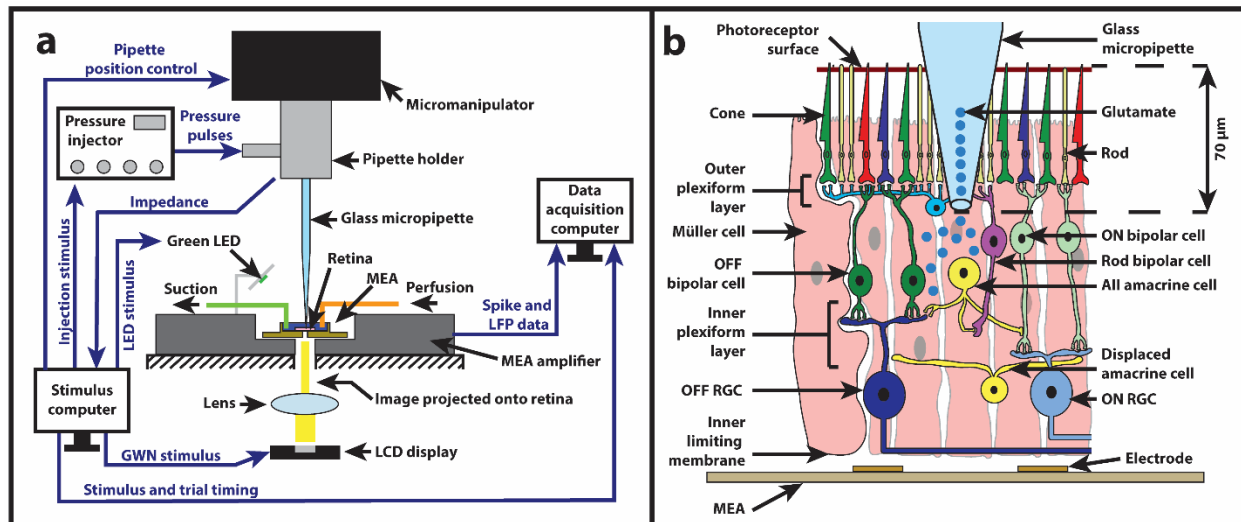 a
Pipette
position control
Micromanipulator
Pressure
injector
Pressure
pulses
Pipette holder
Impedance
Glass micropipette
Data
acquisition
computer
Green LED
Retina
MEA
Suction
Perfusion
Injection stimulus
LED stimulus
Spike and
LFP data
MEA amplifier
Stimulus
computer
Lens
Image projected onto retina
GWN stimulus
LCD display
Stimulus and trial timing
b
Photoreceptor
surface
Glass
micropipette
Cone
Glutamate
Rod
70 µm
Outer
plexiform
layer
Müller cell
ON bipolar cell
Rod bipolar cell
OFF
bipolar cell
AII amacrine cell
Inner
plexiform
layer
Displaced
amacrine cell
OFF RGC
ON RGC
Inner
limiting
membrane
Electrode
MEA